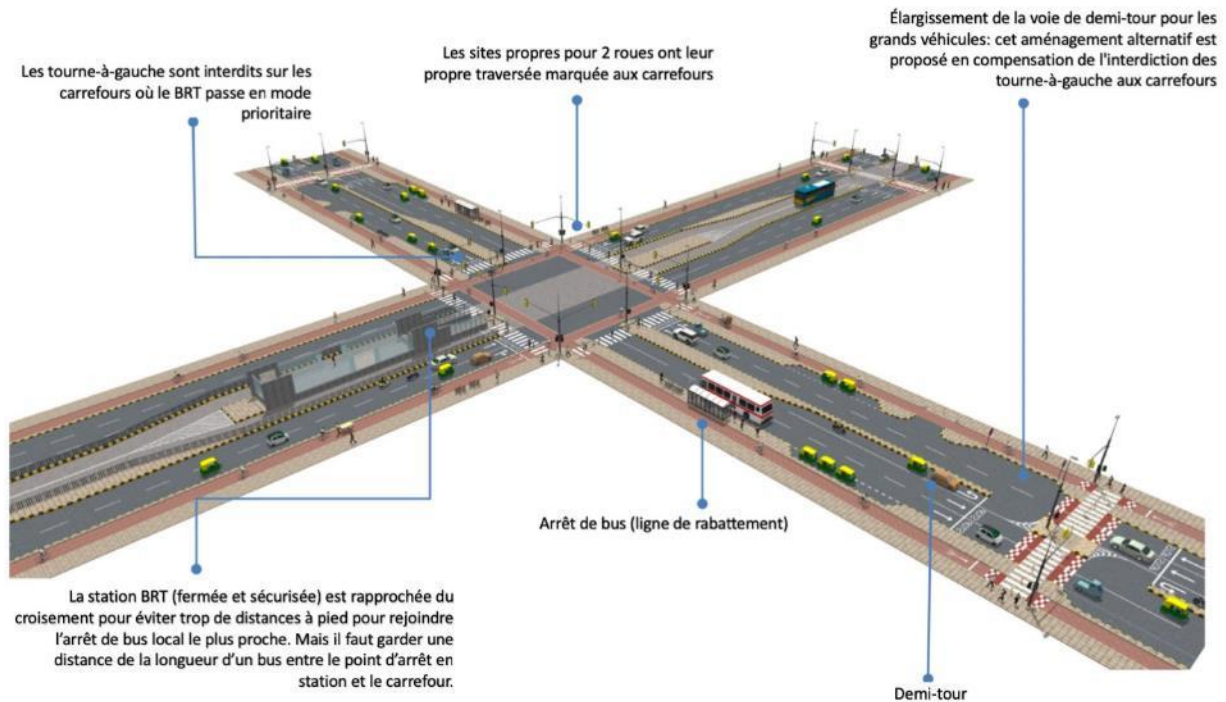 Les tourne-à-gauche sont interdits sur les
carrefours où le BRT passe en mode
prioritaire
Les sites propres pour 2 roues ont leur
propre traversée marquée aux carrefours
Élargissement de la voie de demi-tour pour les
grands véhicules: cet aménagement alternatif est
proposé en compensation de l'interdiction des
tourne-à-gauche aux carrefours
Arrêt de bus (ligne de rabattement)
La station BRT (fermée et sécurisée) est rapprochée du
croisement pour éviter trop de distances à pied pour rejoindre
l’arrêt de bus local le plus proche. Mais il faut garder une
distance de la longueur d’un bus entre le point d’arrêt en
station et le carrefour.
Demi-tour